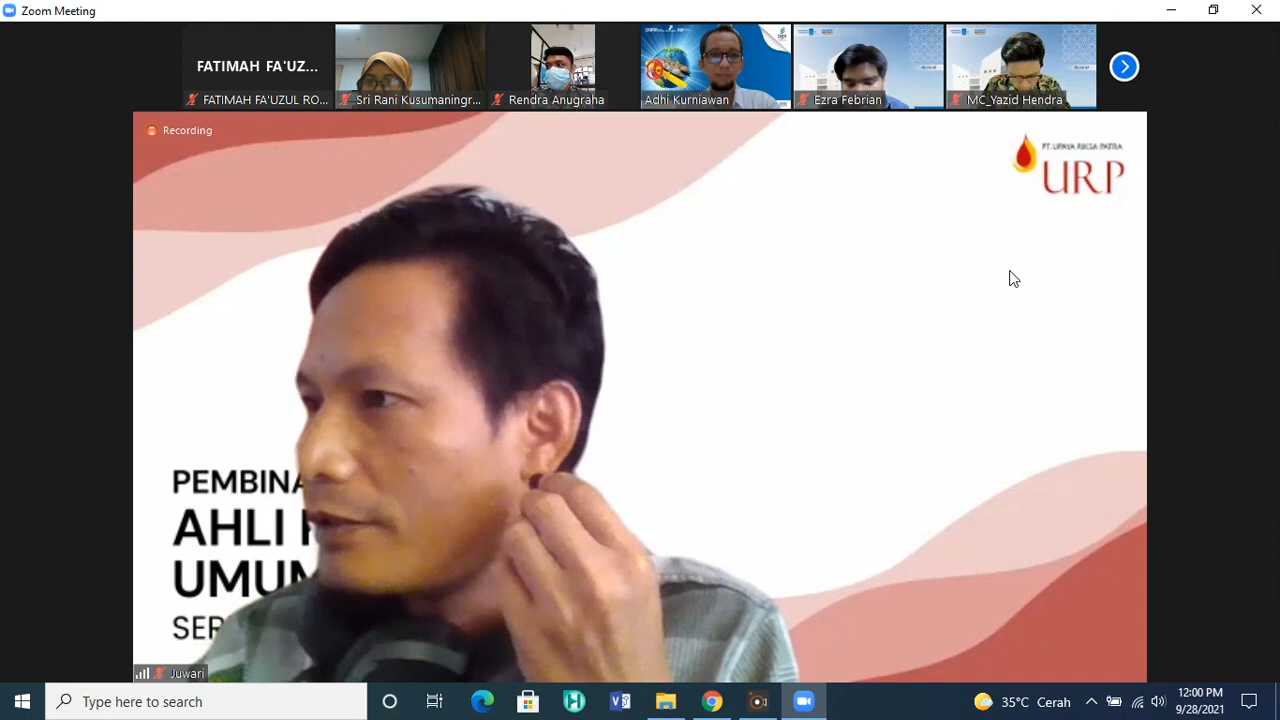 Zoom Meeting
FATIMAH FA'UZ...
FATIMAH FA'UZUL RO...
Sri Rani Kusumaningr...
Rendra Anugraha
Adhi Kurniawan
Ezra Febrian
MC_Yazid Hendra
Recording
PT. UPAYA RIKSA PATRA
URP
PEMBINA
AHLI
UMUM
SER
Juwari
Type here to search
35°C Cerah
12:00 PM
9/28/2021